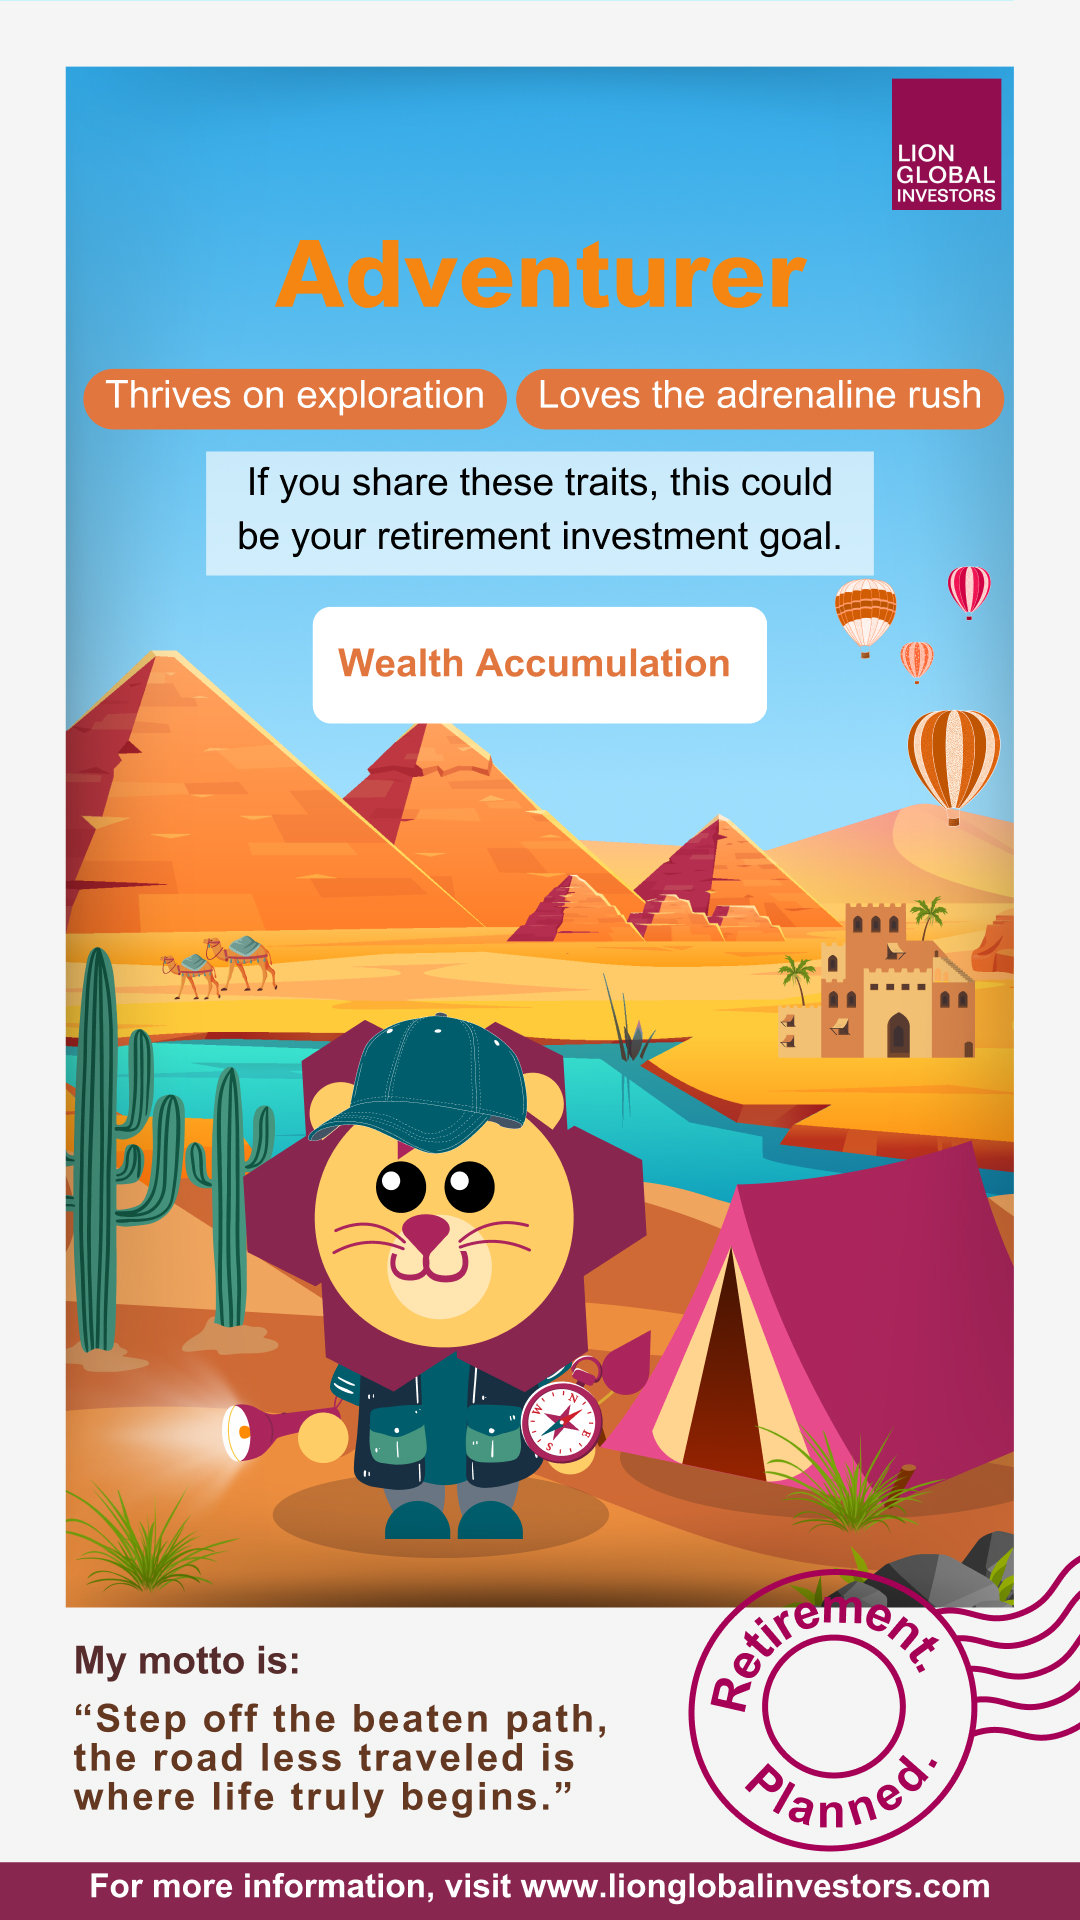 LION
GLOBAL
INVESTORS
Adventurer
Thrives on exploration
Loves the adrenaline rush
If you share these traits, this could
be your retirement investment goal.
Wealth Accumulation
N
E
S
W
My motto is:
“Step off the beaten path,
the road less traveled is
where life truly begins.”
Retirement.
Planned.
For more information, visit www.lionglobalinvestors.com